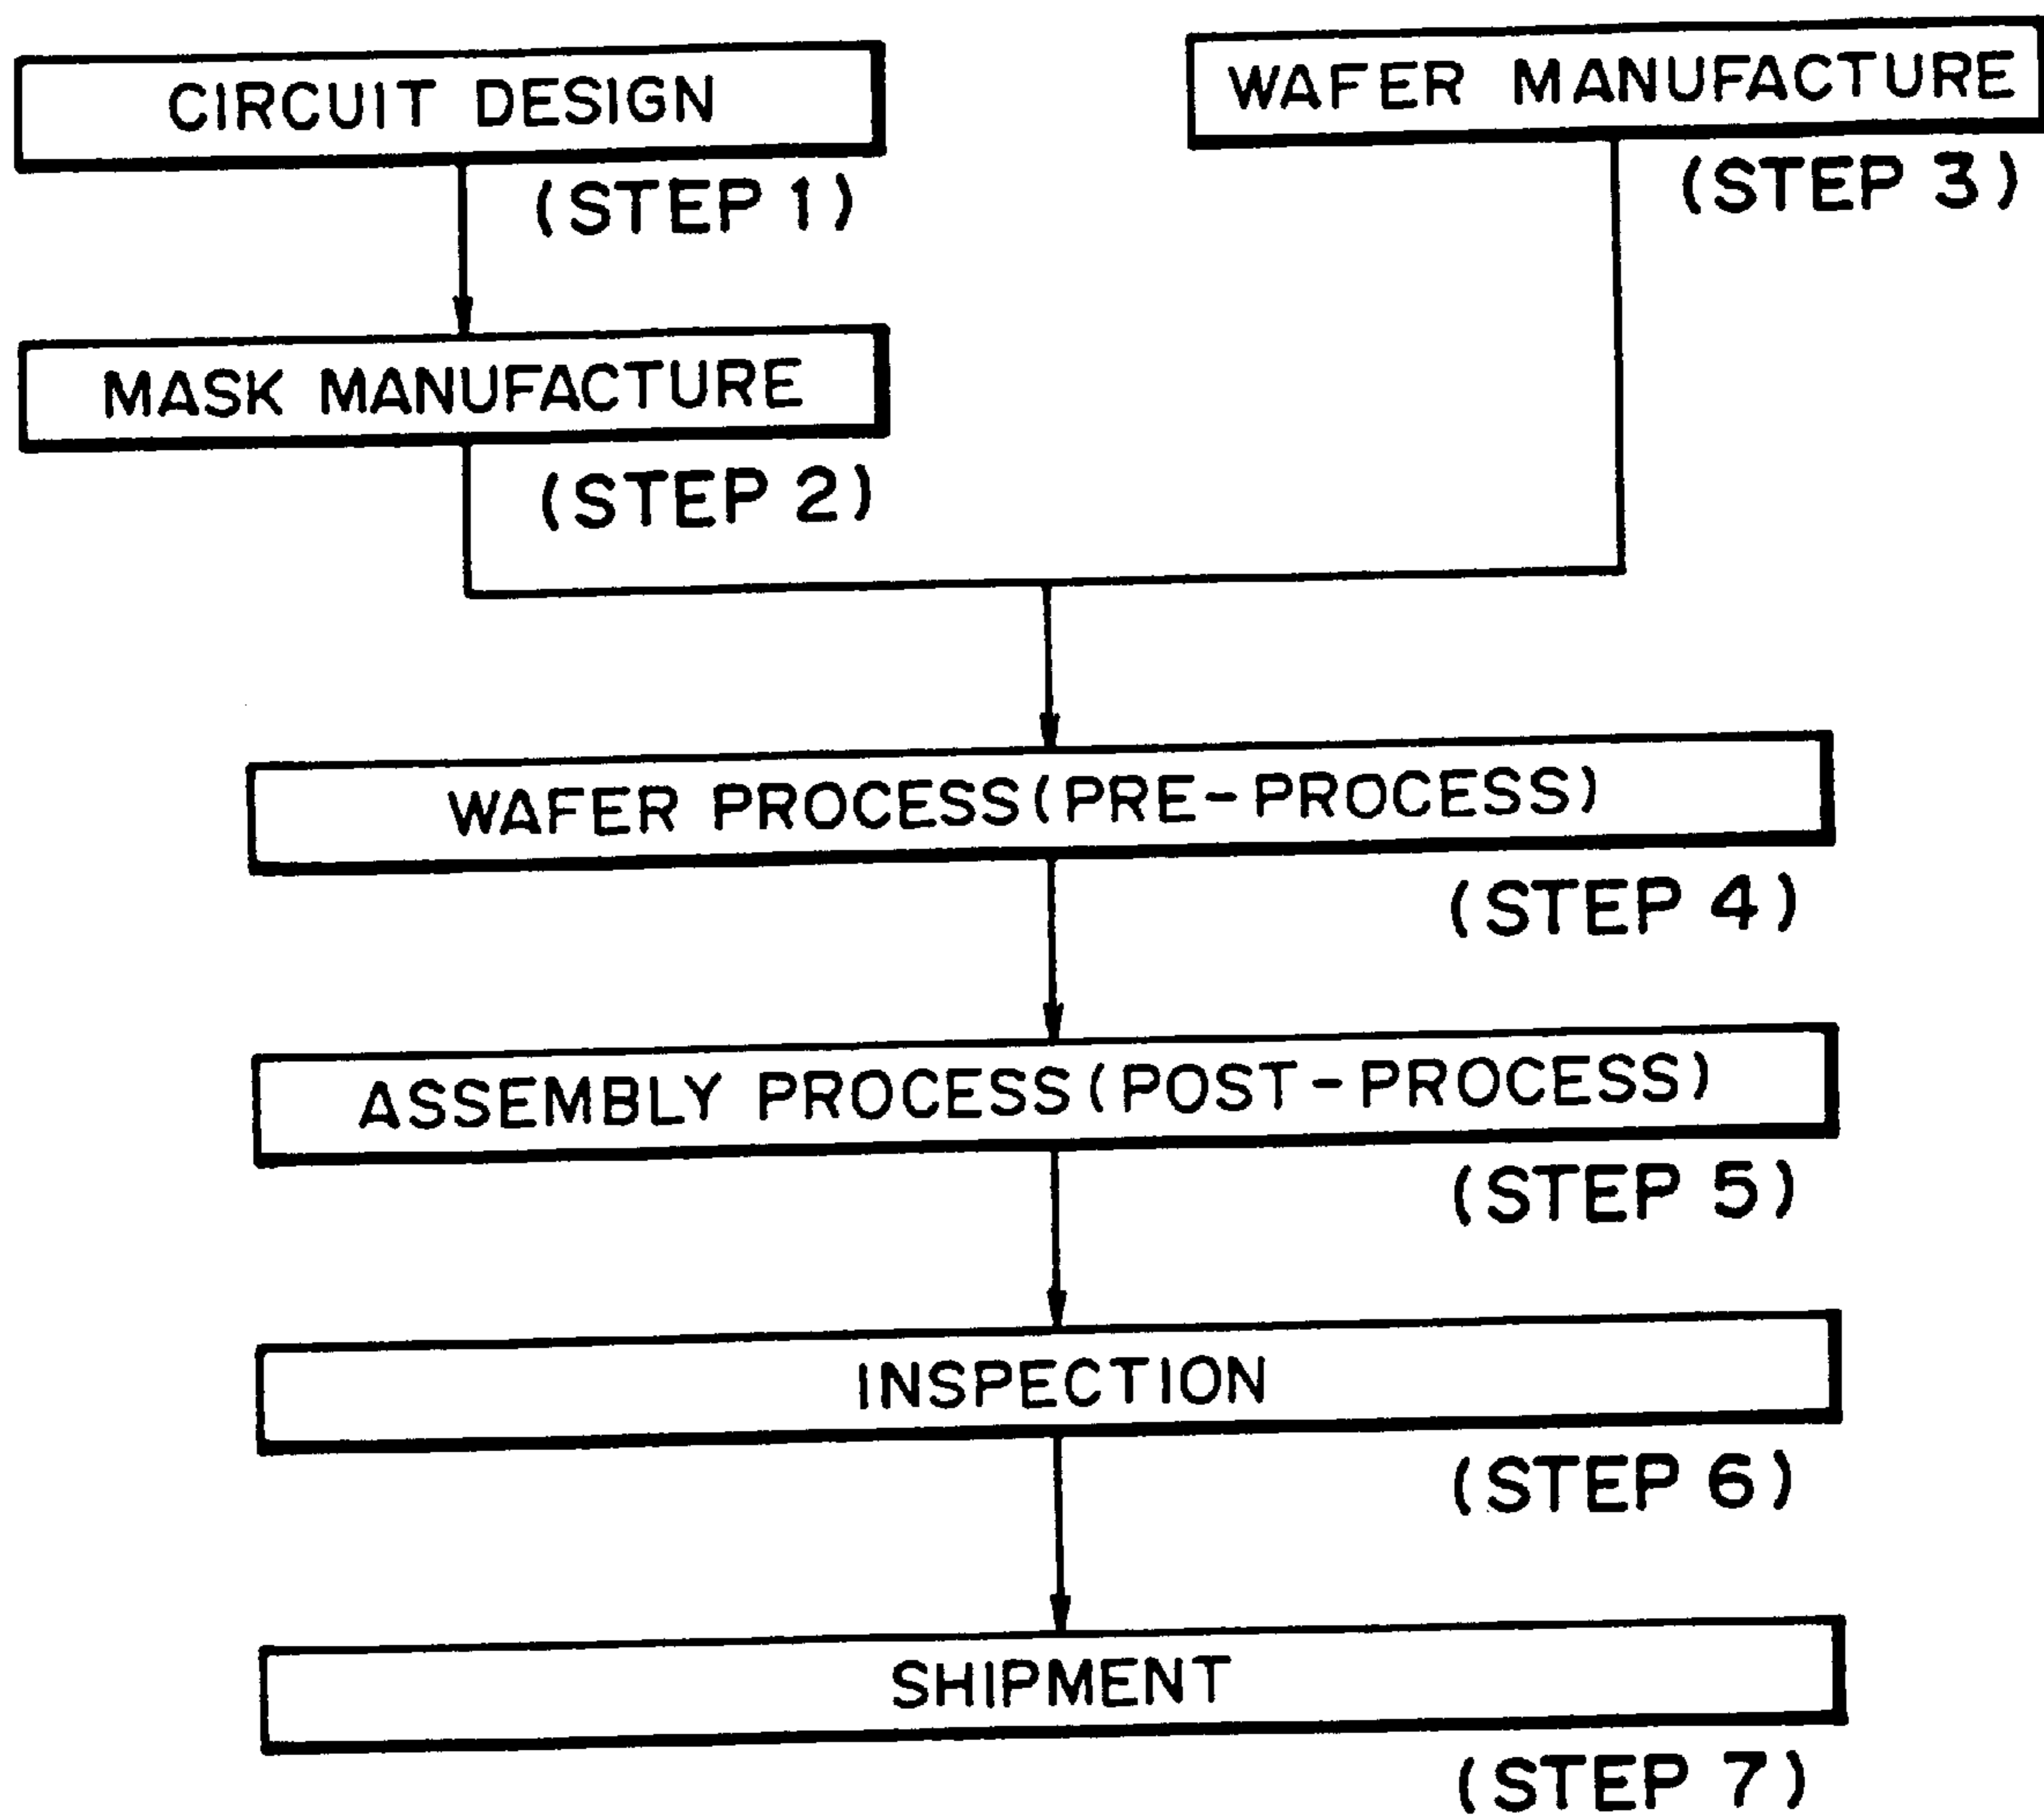 CIRCUIT DESIGN
(STEP 1)
MASK MANUFACTURE
(STEP 2)
WAFER MANUFACTURE
(STEP 3)
WAFER PROCESS(PRE-PROCESS)
(STEP 4)
ASSEMBLY PROCESS(POST-PROCESS)
(STEP 5)
INSPECTION
(STEP 6)
SHIPMENT
(STEP 7)